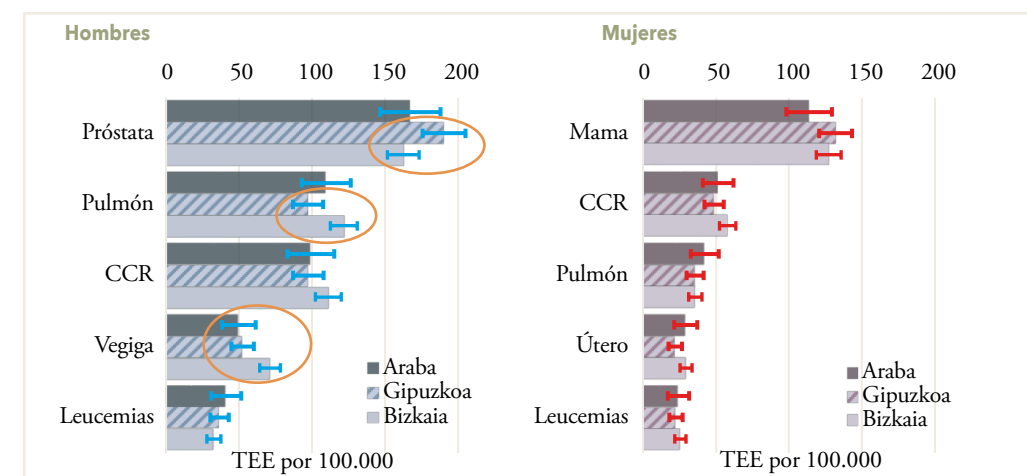 Hombres
0 50 100 150 200
Próstata
Pulmón
CCR
Vegiga
Leucemias
Araba
Gipuzkoa
Bizkaia
TEE por 100.000
Mujeres
0 50 100 150 200
Mama
CCR
Pulmón
Útero
Leucemias
Araba
Gipuzkoa
Bizkaia
TEE por 100.000